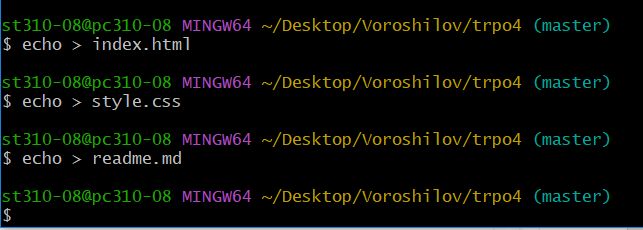 st310-08@pc310-08 MINGW64 ~/Desktop/Voroshilov/trpo4 (master)
$ echo > index.html
st310-08@pc310-08 MINGW64 ~/Desktop/Voroshilov/trpo4 (master)
$ echo > style.css
st310-08@pc310-08 MINGW64 ~/Desktop/Voroshilov/trpo4 (master)
$ echo > readme.md
st310-08@pc310-08 MINGW64 ~/Desktop/Voroshilov/trpo4 (master)
$